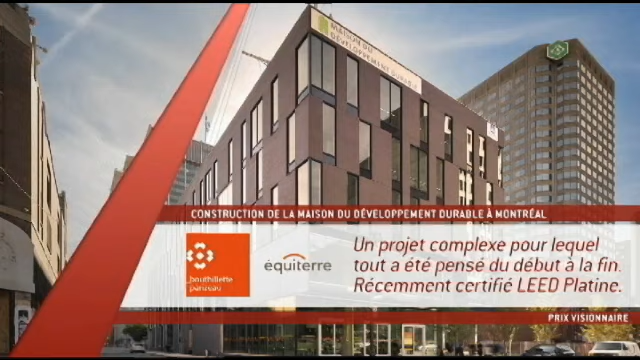 MAISON DU
DÉVELOPPEMENT DURABLE
CONSTRUCTION DE LA MAISON DU DÉVELOPPEMENT DURABLE À MONTRÉAL
bouthillette
parizeau
équiterre
Un projet complexe pour lequel
tout a été pensé du début à la fin.
Récemment certifié LEED Platine.
PRIX VISIONNAIRE